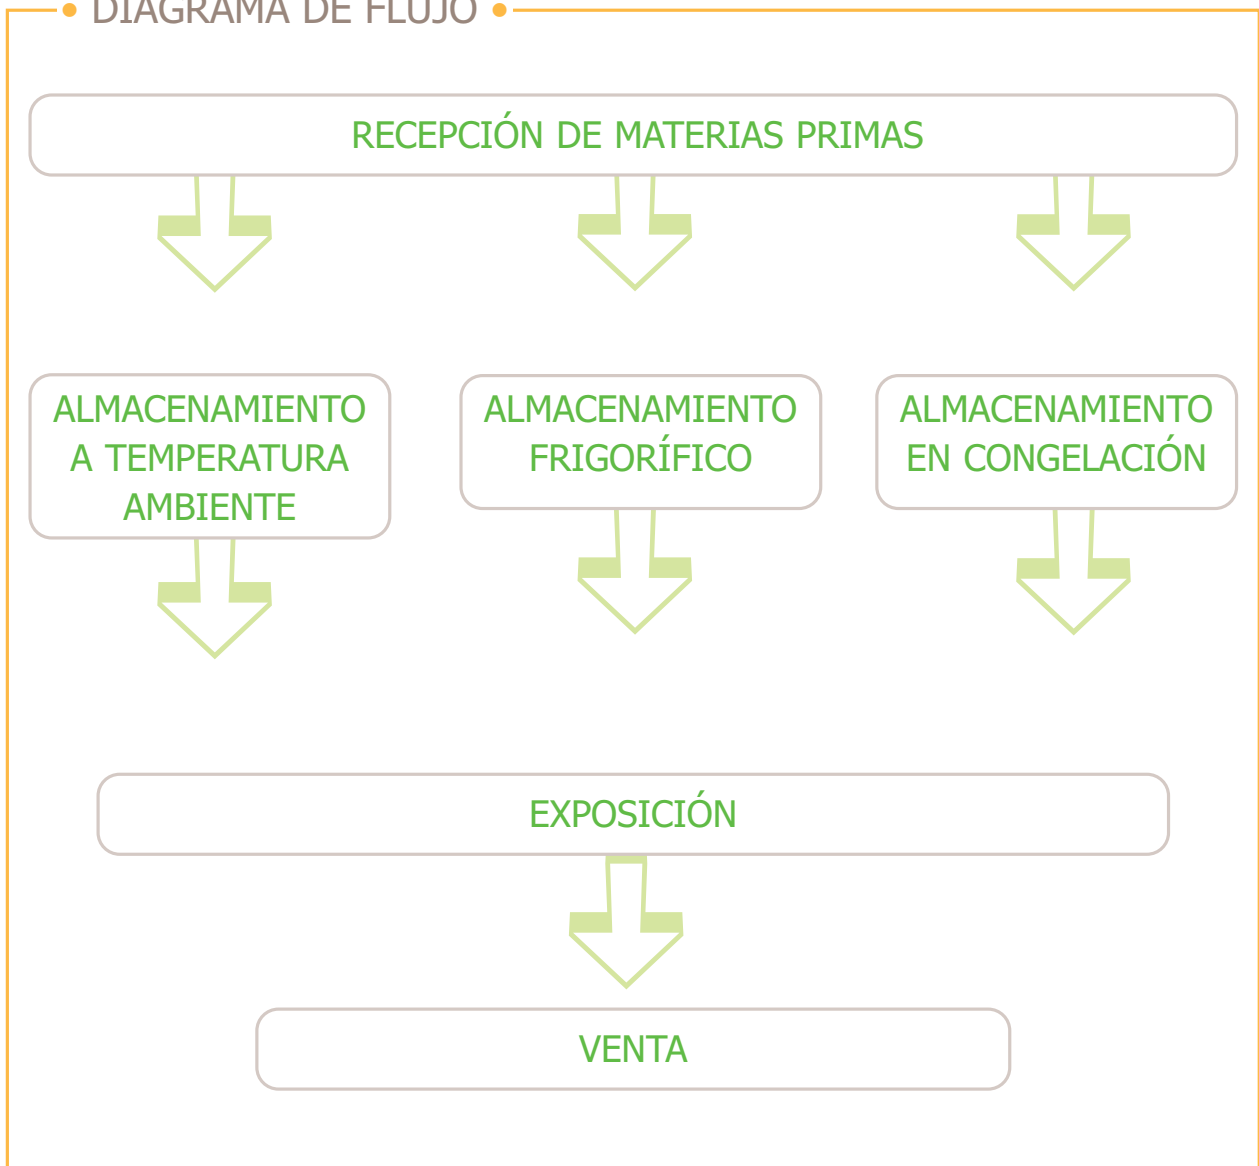 DIAGRAMA DE FLUJO
RECEPCIÓN DE MATERIAS PRIMAS
ALMACENAMIENTO
A TEMPERATURA
AMBIENTE
ALMACENAMIENTO
FRIGORÍFICO
ALMACENAMIENTO
EN CONGELACIÓN
EXPOSICIÓN
VENTA